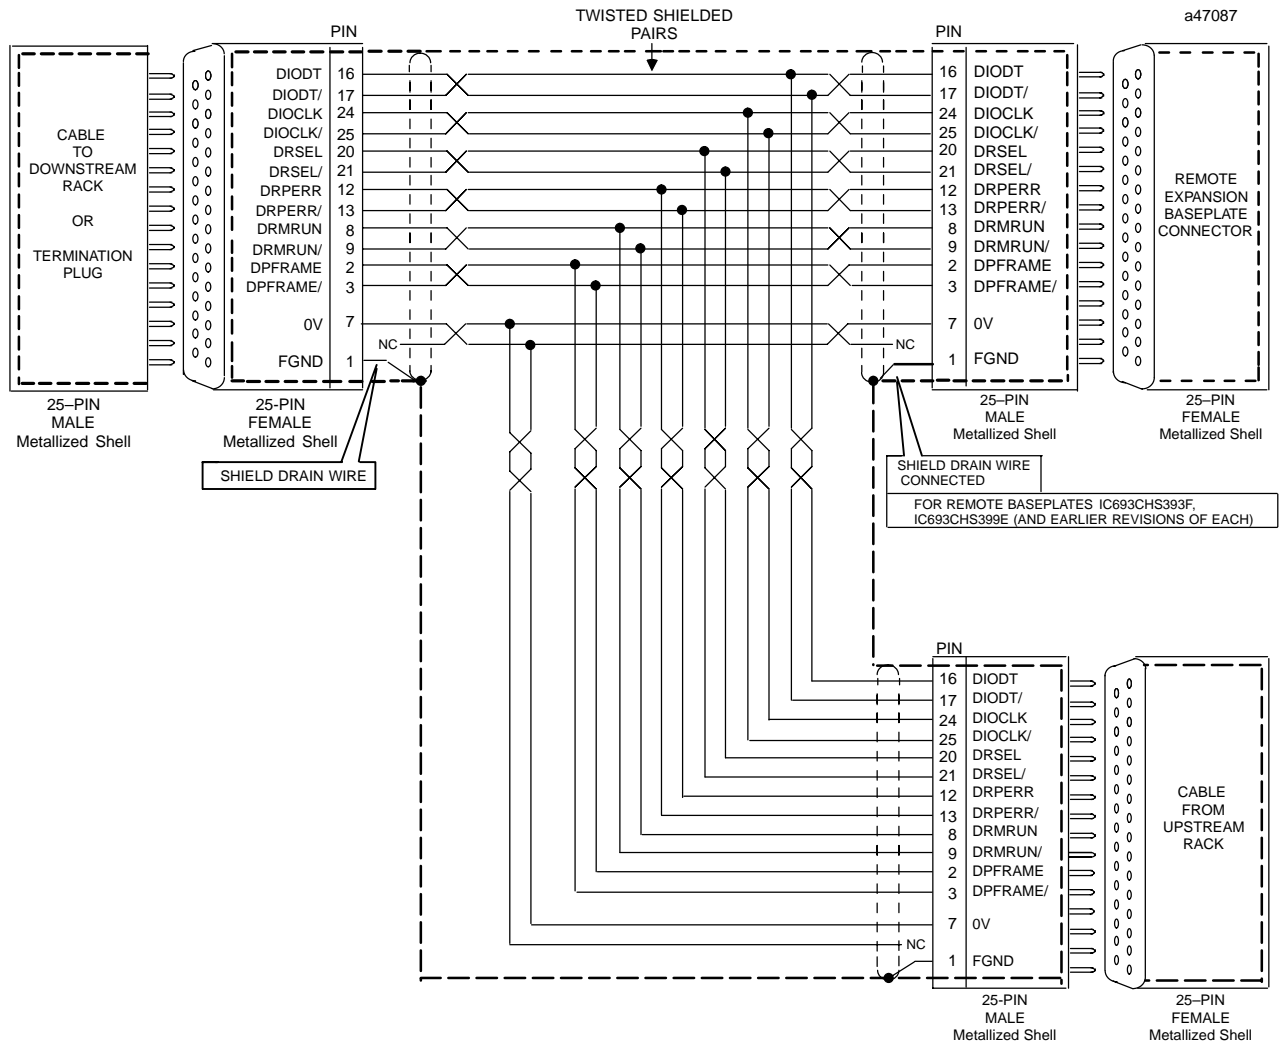 TWISTED SHIELDED
PAIRS
a47087
PIN
PIN
CABLE
TO
DOWNSTREAM
RACK
OR
TERMINATION
PLUG
DIODT 16
DIODT/ 17
DIOCLK 24
DIOCLK/ 25
DRSEL 20
DRSEL/ 21
DRPERR 12
DRPERR/ 13
DRMRUN 8
DRMRUN/ 9
DPFRAME 2
DPFRAME/ 3
0V 7
NC
FGND 1
16 DIODT
17 DIODT/
24 DIOCLK
25 DIOCLK/
20 DRSEL
21 DRSEL/
12 DRPERR
13 DRPERR/
8 DRMRUN
9 DRMRUN/
2 DPFRAME
3 DPFRAME/
7 0V
NC
1 FGND
REMOTE
EXPANSION
BASEPLATE
CONNECTOR
25–PIN
MALE
Metallized Shell
25-PIN
FEMALE
Metallized Shell
25–PIN
MALE
Metallized Shell
25–PIN
FEMALE
Metallized Shell
SHIELD DRAIN WIRE
SHIELD DRAIN WIRE
CONNECTED
FOR REMOTE BASEPLATES IC693CHS393F,
IC693CHS399E (AND EARLIER REVISIONS OF EACH)
PIN
16 DIODT
17 DIODT/
24 DIOCLK
25 DIOCLK/
20 DRSEL
21 DRSEL/
12 DRPERR
13 DRPERR/
8 DRMRUN
9 DRMRUN/
2 DPFRAME
3 DPFRAME/
7 0V
NC
1 FGND
CABLE
FROM
UPSTREAM
RACK
25-PIN
MALE
Metallized Shell
25–PIN
FEMALE
Metallized Shell